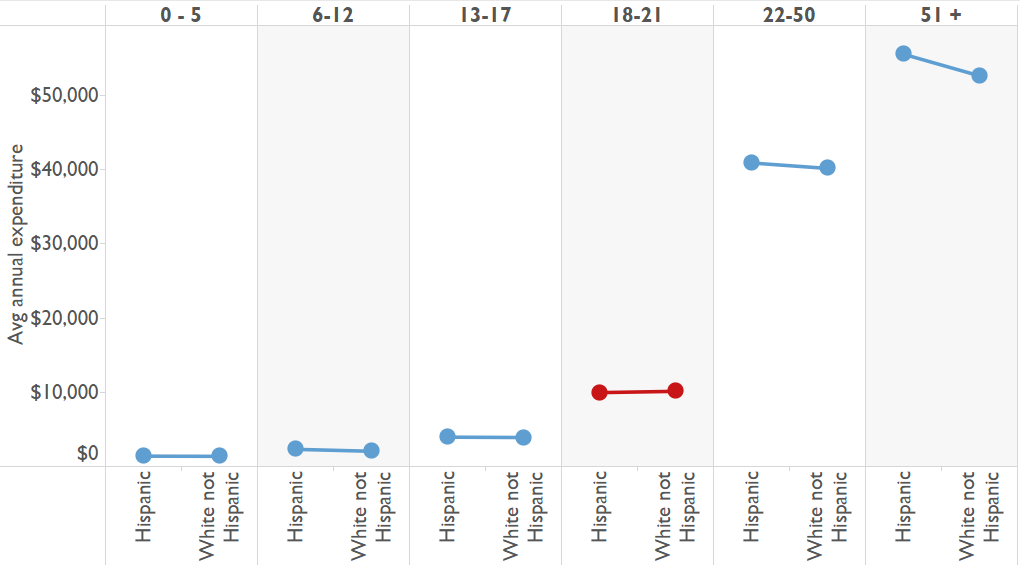 0 - 5
6-12
13-17
18-21
22-50
51 +
Avg annual expenditure
$50,000
$40,000
$30,000
$20,000
$10,000
$0
Hispanic
White not
Hispanic
Hispanic
White not
Hispanic
Hispanic
White not
Hispanic
Hispanic
White not
Hispanic
Hispanic
White not
Hispanic
Hispanic
White not
Hispanic